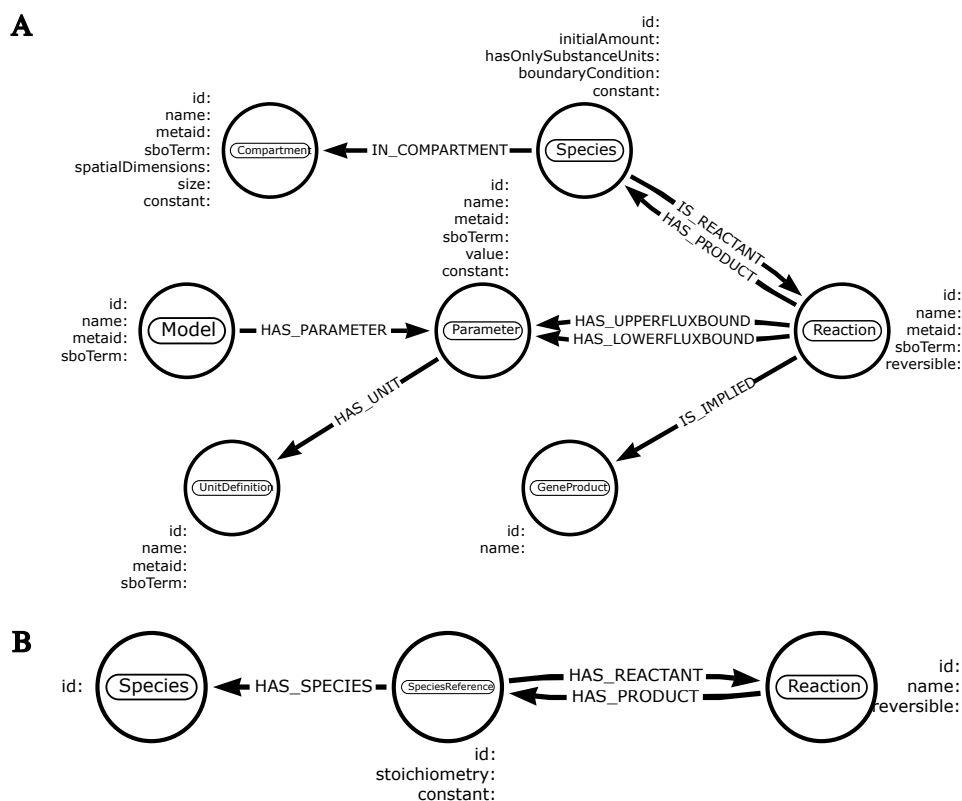 A
id:
initialAmount:
hasOnlySubstanceUnits:
boundaryCondition:
constant:
id:
name:
metaid:
sboTerm:
spatialDimensions:
size:
constant:
Compartment
IN_COMPARTMENT
Species
id:
name:
metaid:
sboTerm:
value:
constant:
IS_REACTANT
HAS_PRODUCT
id:
name:
metaid:
sboTerm:
Model
HAS_PARAMETER
Parameter
HAS_UPPERFLUXBOUND
HAS_LOWERFLUXBOUND
Reaction
id:
name:
metaid:
sboTerm:
reversible:
HAS_UNIT
IS_IMPLIED
UnitDefinition
id:
name:
metaid:
sboTerm:
GeneProduct
id:
name:
B
id:
Species
HAS_SPECIES
SpeciesReference
HAS_REACTANT
HAS_PRODUCT
Reaction
id:
name:
reversible:
id:
stoichiometry:
constant: